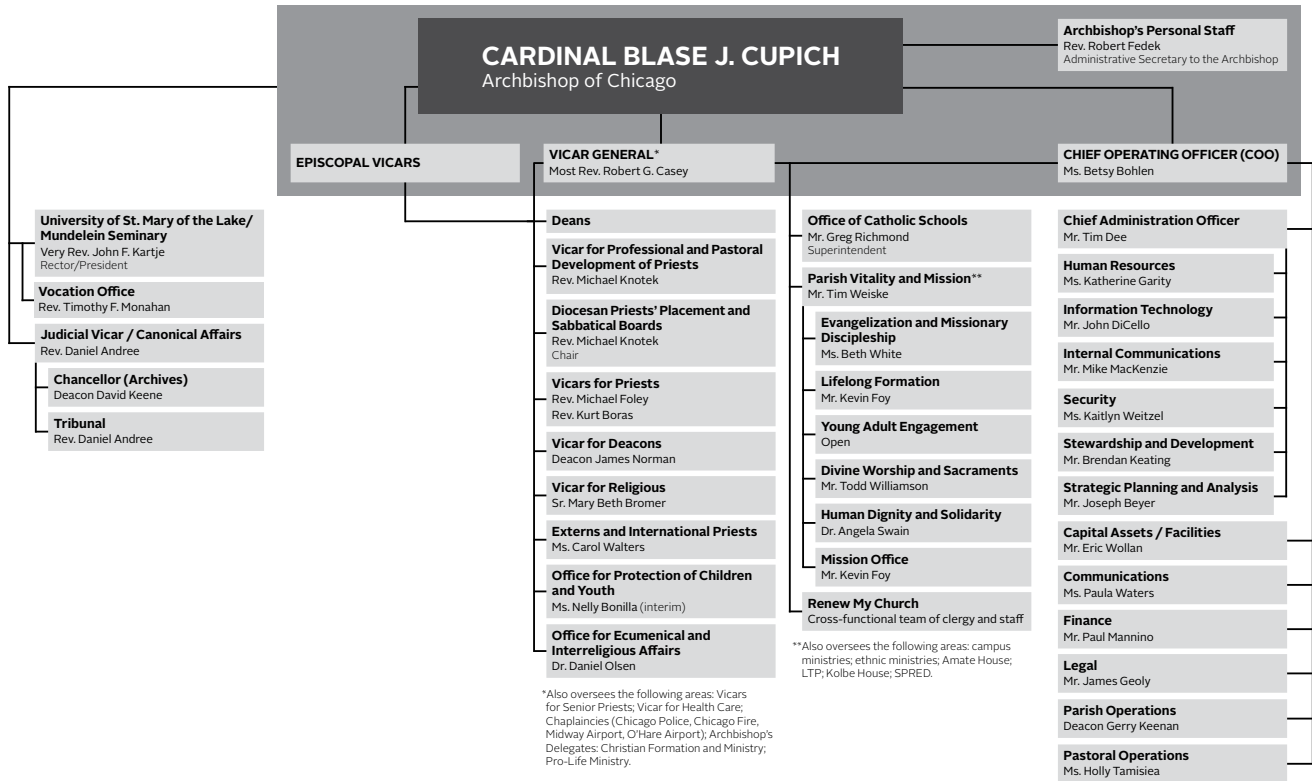 CARDINAL BLASE J. CUPICH
Archbishop of Chicago
Archbishop's Personal Staff
Rev. Robert Fedek
Administrative Secretary to the Archbishop
EPISCOPAL VICARS
VICAR GENERAL*
Most Rev. Robert G. Casey
CHIEF OPERATING OFFICER (COO)
Ms. Betsy Bohlen
University of St. Mary of the Lake/
Mundelein Seminary
Very Rev. John F. Kartje
Rector/President
Vocation Office
Rev. Timothy F. Monahan
Judicial Vicar / Canonical Affairs
Rev. Daniel Andree
Chancellor (Archives)
Deacon David Keene
Tribunal
Rev. Daniel Andree
Deans
Vicar for Professional and Pastoral
Development of Priests
Rev. Michael Knotek
Diocesan Priests' Placement and
Sabbatical Boards
Rev. Michael Knotek
Chair
Vicars for Priests
Rev. Michael Foley
Rev. Kurt Boras
Vicar for Deacons
Deacon James Norman
Vicar for Religious
Sr. Mary Beth Bromer
Externs and International Priests
Ms. Carol Walters
Office for Protection of Children
and Youth
Ms. Nelly Bonilla (interim)
Office for Ecumenical and
Interreligious Affairs
Dr. Daniel Olsen
*Also oversees the following areas: Vicars
for Senior Priests; Vicar for Health Care;
Chaplaincies (Chicago Police, Chicago Fire,
Midway Airport, O'Hare Airport); Archbishop's
Delegates: Christian Formation and Ministry;
Pro-Life Ministry.
Office of Catholic Schools
Mr. Greg Richmond
Superintendent
Parish Vitality and Mission**
Mr. Tim Weiske
Evangelization and Missionary
Discipleship
Ms. Beth White
Lifelong Formation
Mr. Kevin Foy
Young Adult Engagement
Open
Divine Worship and Sacraments
Mr. Todd Williamson
Human Dignity and Solidarity
Dr. Angela Swain
Mission Office
Mr. Kevin Foy
Renew My Church
Cross-functional team of clergy and staff
**Also oversees the following areas: campus
ministries; ethnic ministries; Amate House;
LTP; Kolbe House; SPRED.
Chief Administration Officer
Mr. Tim Dee
Human Resources
Ms. Katherine Garity
Information Technology
Mr. John DiCello
Internal Communications
Mr. Mike MacKenzie
Security
Ms. Kaitlyn Weitzel
Stewardship and Development
Mr. Brendan Keating
Strategic Planning and Analysis
Mr. Joseph Beyer
Capital Assets / Facilities
Mr. Eric Wollan
Communications
Ms. Paula Waters
Finance
Mr. Paul Mannino
Legal
Mr. James Geoly
Parish Operations
Deacon Gerry Keenan
Pastoral Operations
Ms. Holly Tamisiea